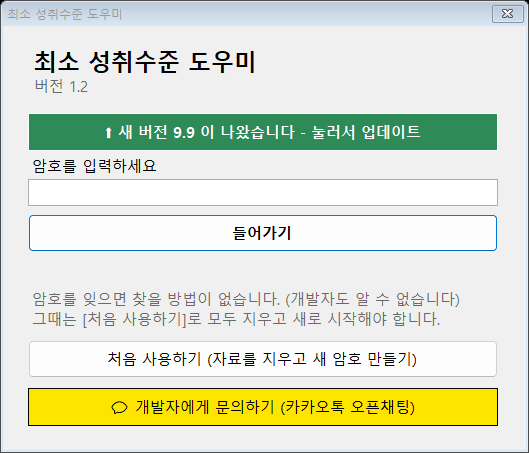 최소 성취수준 도우미
최소 성취수준 도우미
버전 1.2
⬆ 새 버전 9.9 이 나왔습니다 - 눌러서 업데이트
암호를 입력하세요
들어가기
암호를 잊으면 찾을 방법이 없습니다. (개발자도 알 수 없습니다)
그때는 [처음 사용하기]로 모두 지우고 새로 시작해야 합니다.
처음 사용하기 (자료를 지우고 새 암호 만들기)
개발자에게 문의하기 (카카오톡 오픈채팅)